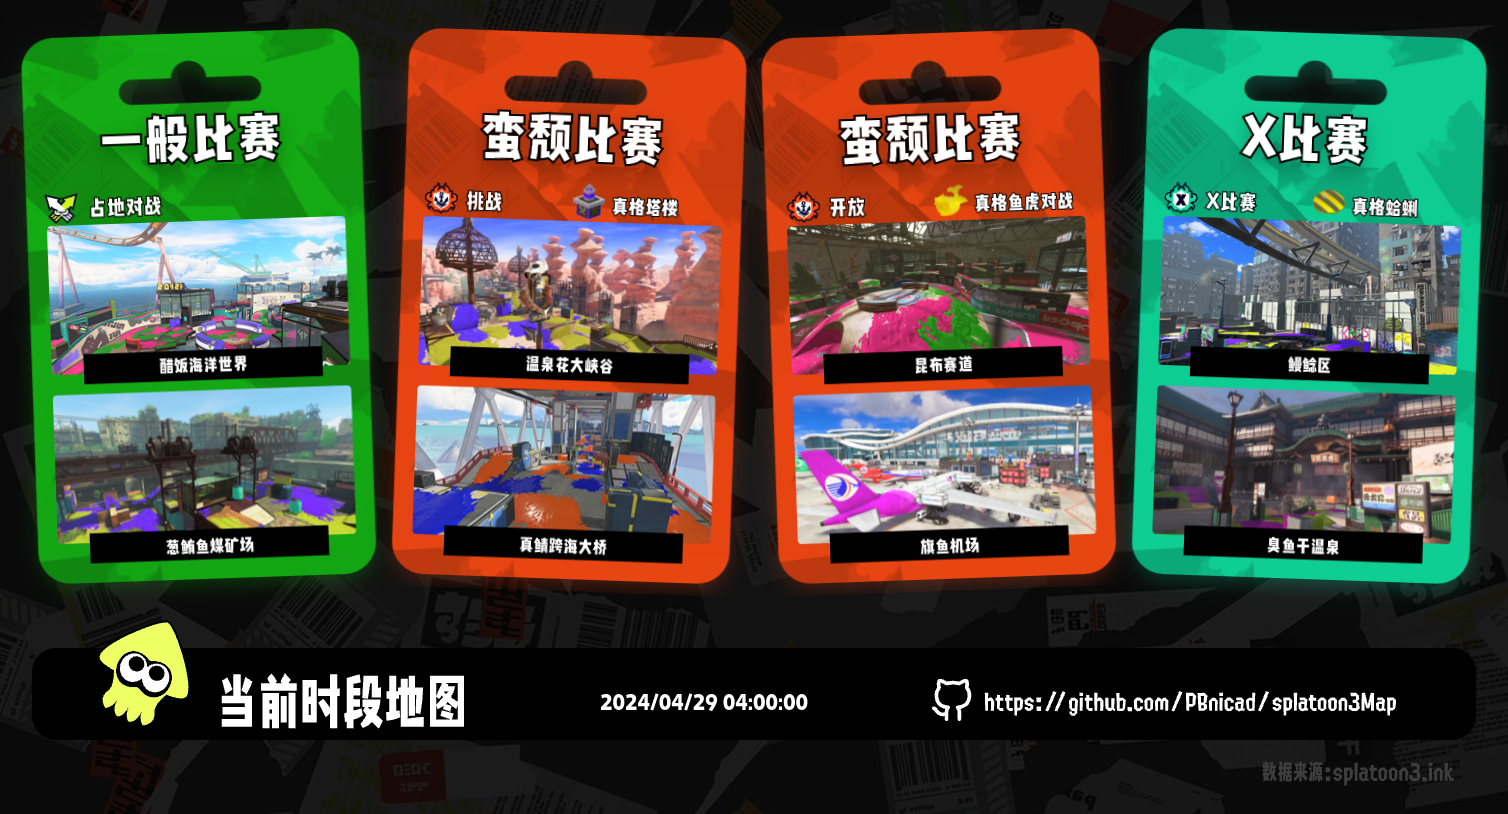 一般比赛
占地对战
醋饭海洋世界
葱鲔鱼煤矿场
蛮颓比赛
挑战
真格塔楼
温泉花大峡谷
真鲭跨海大桥
蛮颓比赛
开放
真格鱼虎对战
昆布赛道
旗鱼机场
X比赛
X比赛
真格蛤蜊
鳗鲶区
臭鱼干温泉
当前时段地图
2024/04/29 04:00:00
https://github.com/PBnicad/splatoon3Map
数据来源:splatoon3.ink